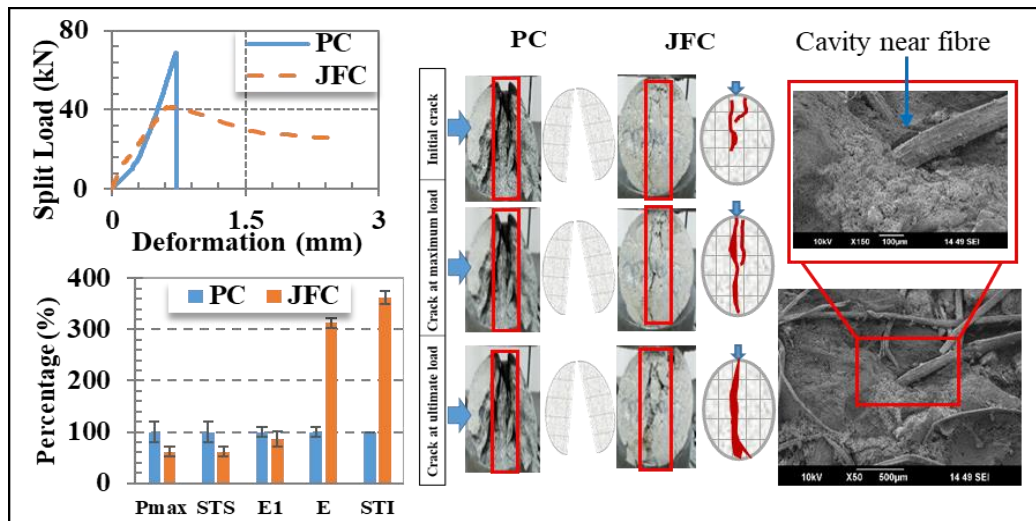 80
40
0
Split Load (kN)
PC
JFC
0
1.5
3
Deformation (mm)
400
300
200
100
0
Percentage (%)
PC
JFC
Pmax
STS
E1
E
STI
PC
JFC
Initial crack
Crack at maximum load
Crack at ultimate load
Cavity near fibre
10kV X150 100µm 14 49 SEI
10kV X50 500µm 14 49 SEI